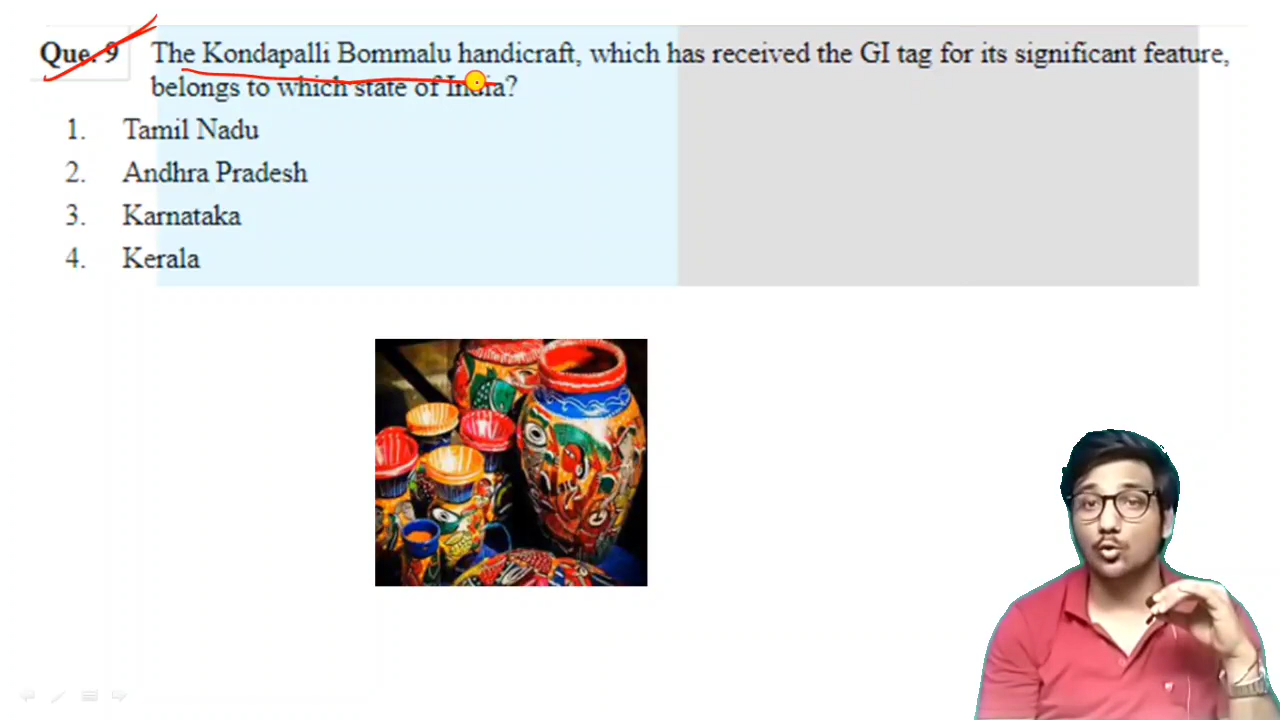 Que. 9 The Kondapalli Bommalu handicraft, which has received the GI tag for its significant feature,
belongs to which state of India?
1. Tamil Nadu
2. Andhra Pradesh
3. Karnataka
4. Kerala